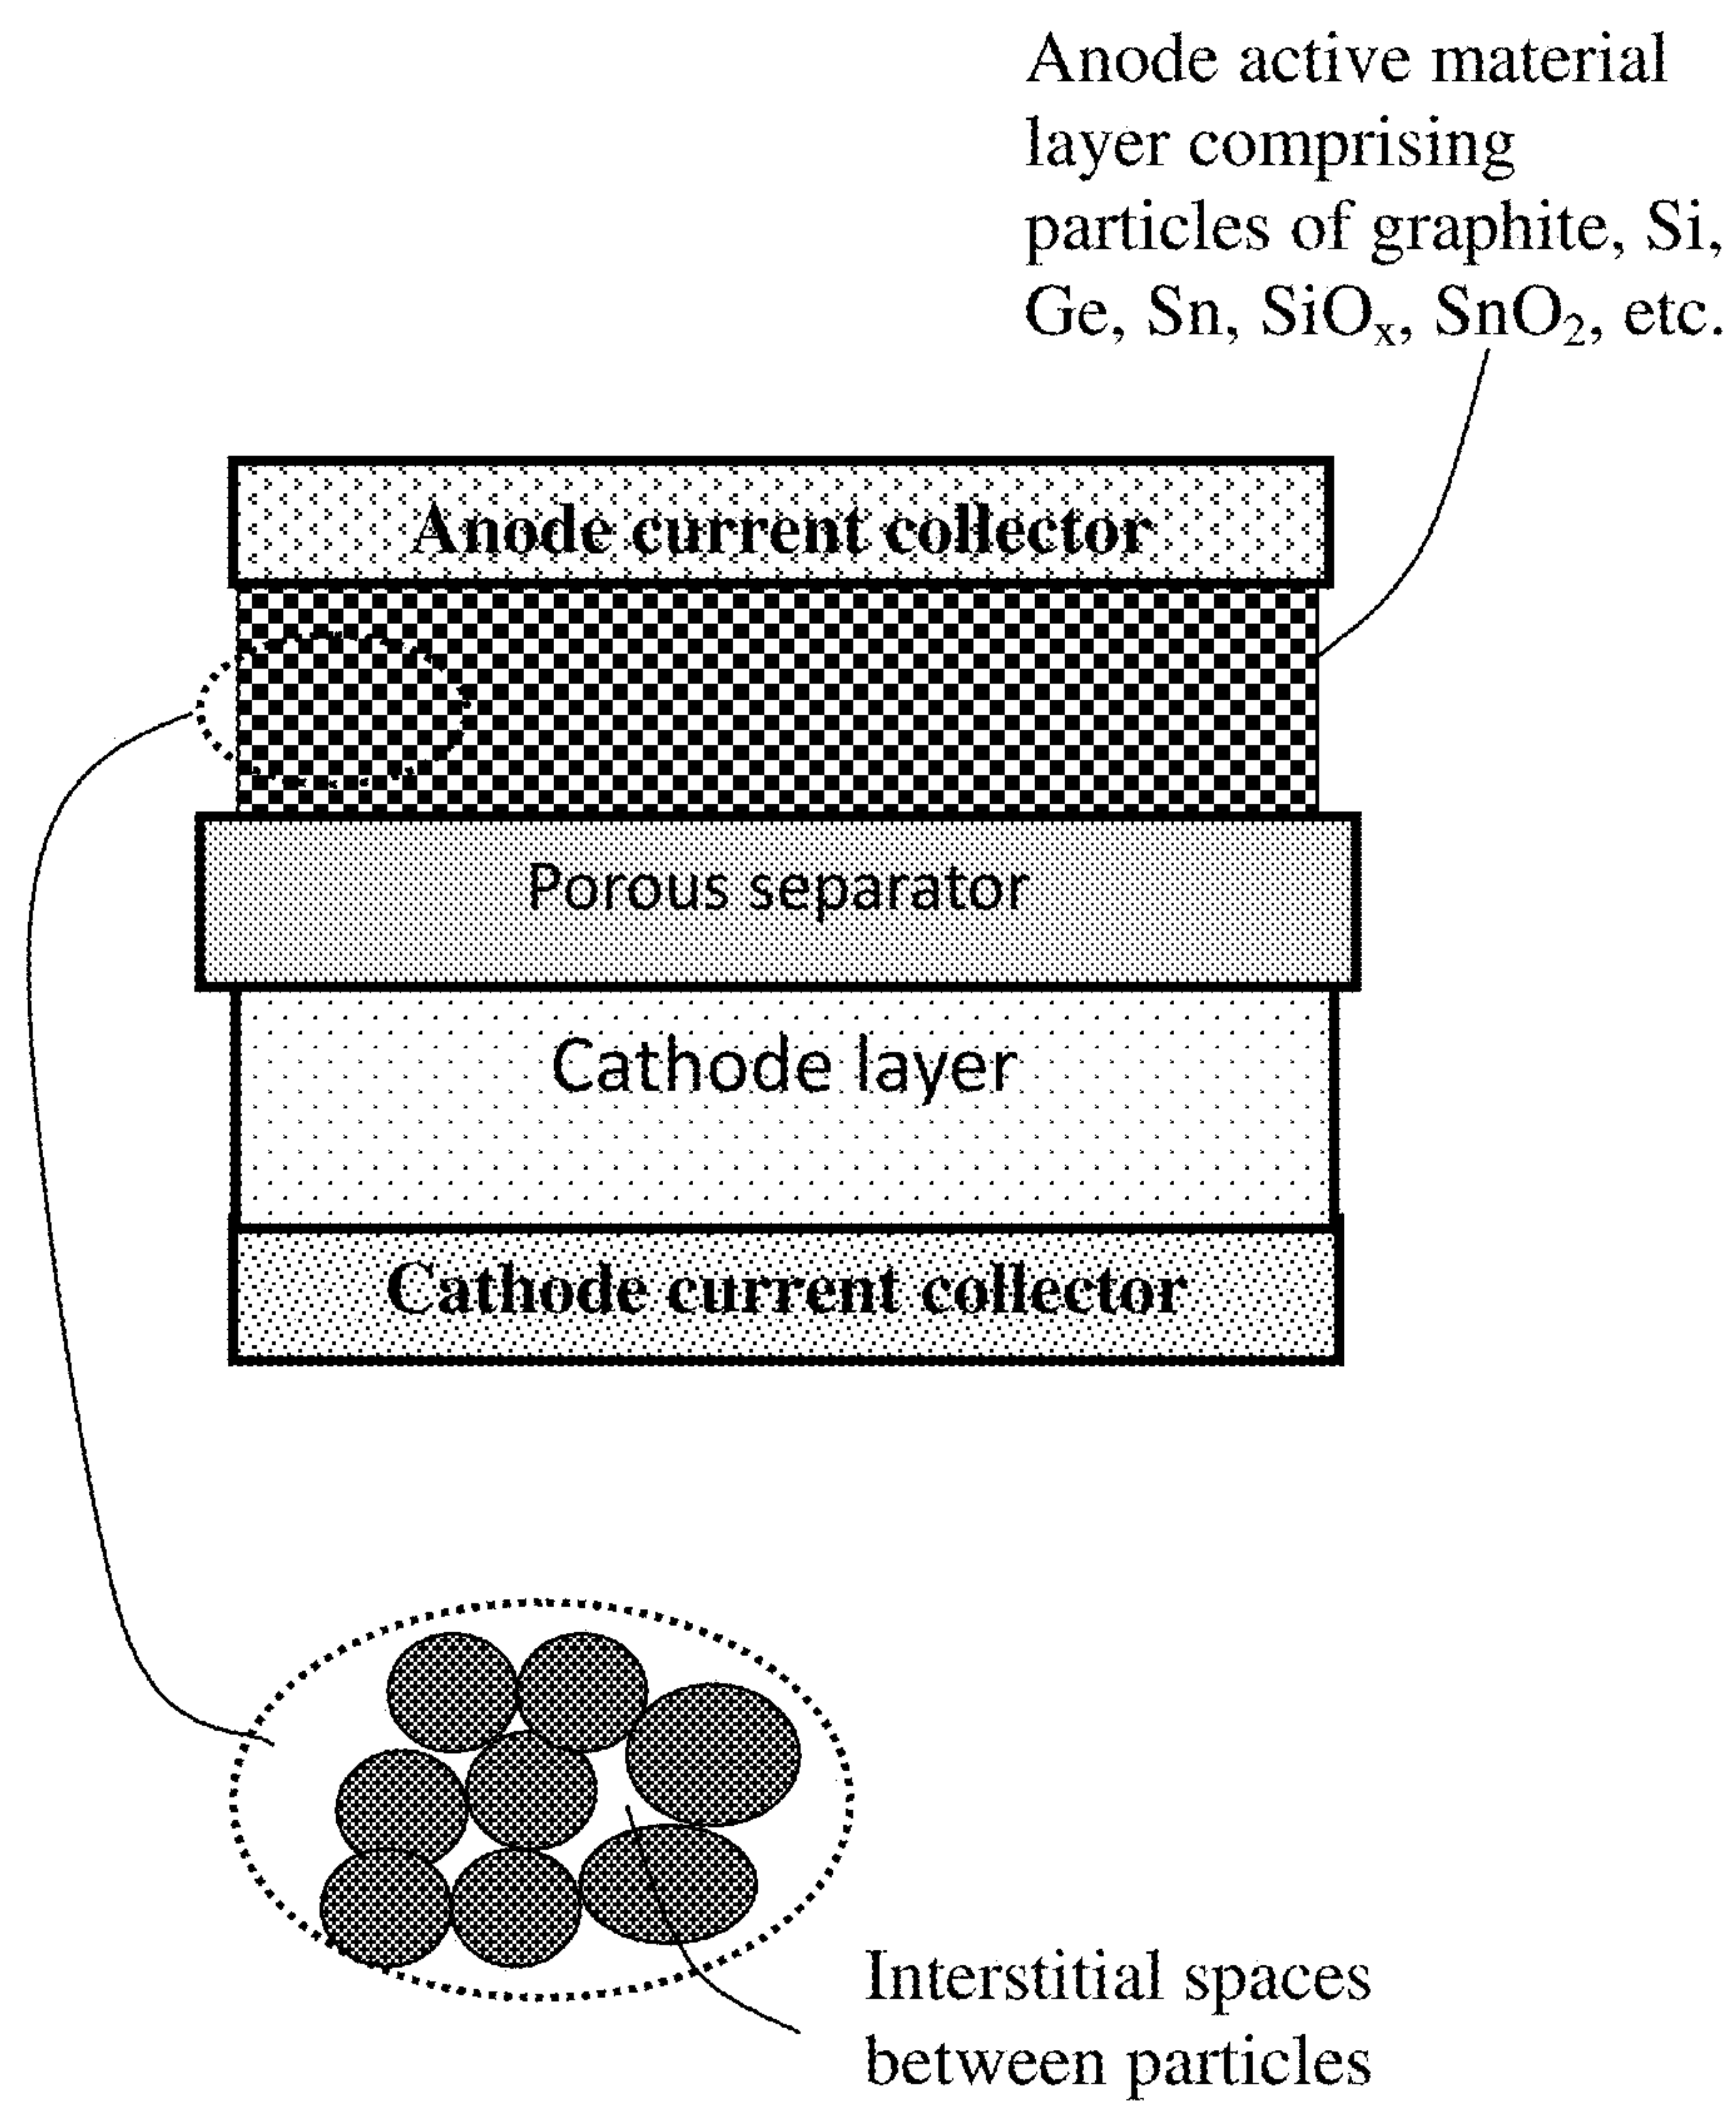 Anode active material
layer comprising
particles of graphite, Si,
Ge, Sn, SiOₓ, SnO₂, etc.
Anode current collector
Porous separator
Cathode layer
Cathode current collector
Interstitial spaces
between particles